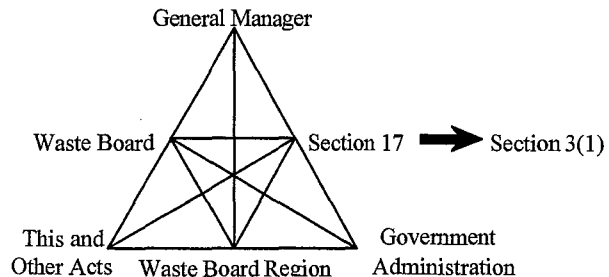 General Manager
Waste Board
Section 17
Section 3(1)
This and
Other Acts
Waste Board Region
Government
Administration